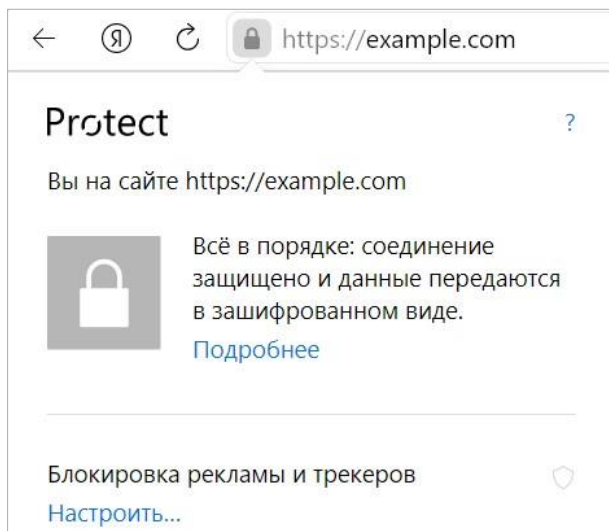 Я https://example.com
Protect ?
Вы на сайте https://example.com
Всё в порядке: соединение
защищено и данные передаются
в зашифрованном виде.
Подробнее
Блокировка рекламы и трекеров
Настроить...